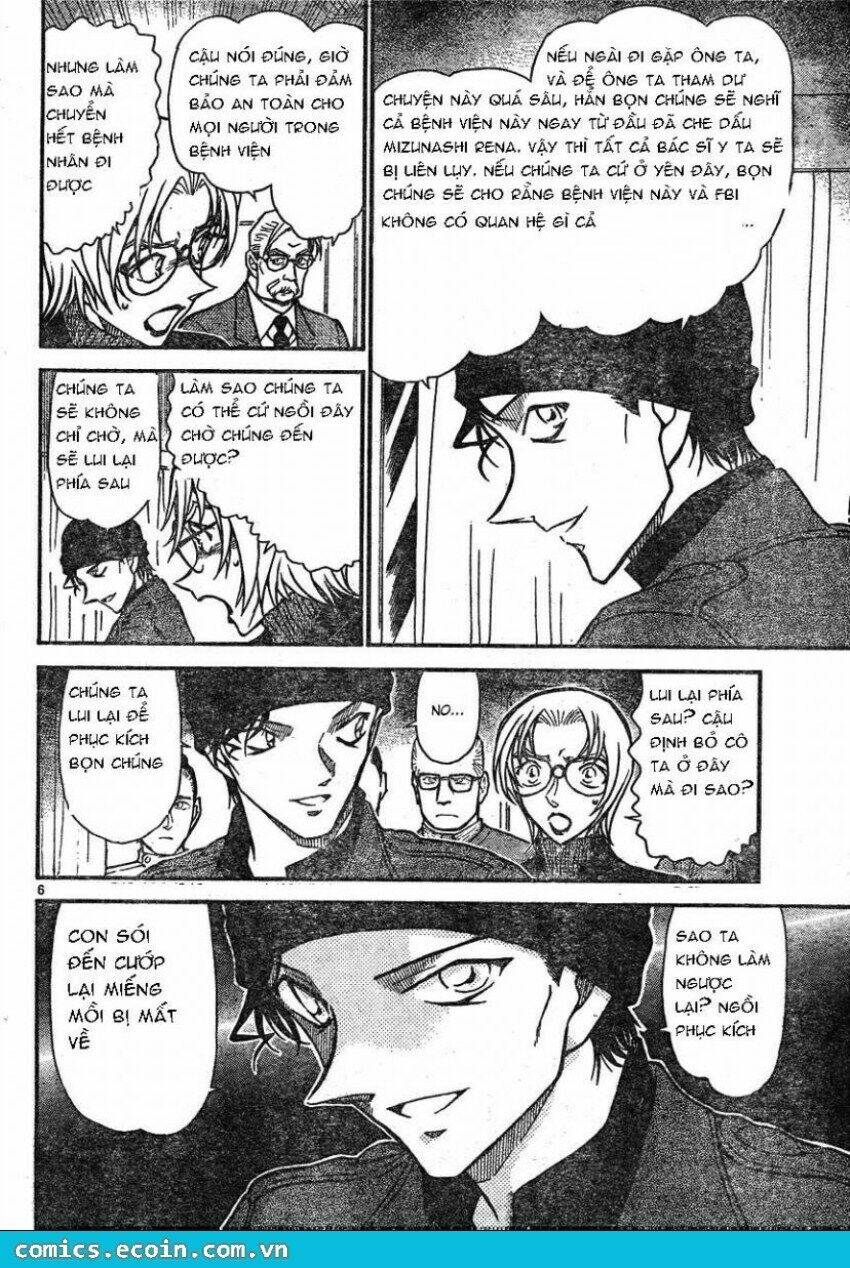 NẾU NGÀI ĐI GẶP ÔNG TA,
VÀ ĐỂ ÔNG TA THAM DỰ
CHUYỆN NÀY QUÁ SÂU, HẲN BỌN CHÚNG SẼ NGHĨ
CẢ BỆNH VIỆN NÀY NGAY TỪ ĐẦU ĐÃ CHE DẤU
MIZUNASHI RENA. VẬY THÌ TẤT CẢ BÁC SĨ Y TA SẼ
BỊ LIÊN LỤY. NẾU CHÚNG TA CỨ Ở YÊN ĐÂY, BỌN
CHÚNG SẼ CHO RẰNG BỆNH VIỆN NÀY VÀ FBI
KHÔNG CÓ QUAN HỆ GÌ CẢ ...
CẬU NÓI ĐÚNG, GIỜ
CHÚNG TA PHẢI ĐẢM
BẢO AN TOÀN CHO
MỌI NGƯỜI TRONG
BỆNH VIỆN
NHƯNG LÀM
SAO MÀ
CHUYỂN
HẾT BỆNH
NHÂN ĐI
ĐƯỢC
LÀM SAO CHÚNG TA
CÓ THỂ CỨ NGỒI ĐÂY
CHỜ CHÚNG ĐẾN
ĐƯỢC?
CHÚNG TA
SẼ KHÔNG
CHỈ CHỜ, MÀ
SẼ LUI LẠI
PHÍA SAU
LUI LẠI PHÍA
SAU? CẬU
ĐỊNH BỎ CÔ
TA Ở ĐÂY
MÀ ĐI SAO?
NO...
CHÚNG TA
LUI LẠI ĐỂ
PHỤC KÍCH
BỌN CHÚNG
6
SAO TA
KHÔNG LÀM
NGƯỢC
LẠI? NGỒI
PHỤC KÍCH
CON SÓI
ĐẾN CƯỚP
LẠI MIẾNG
MỒI BỊ MẤT
VỀ
comics.ecoin.com.vn